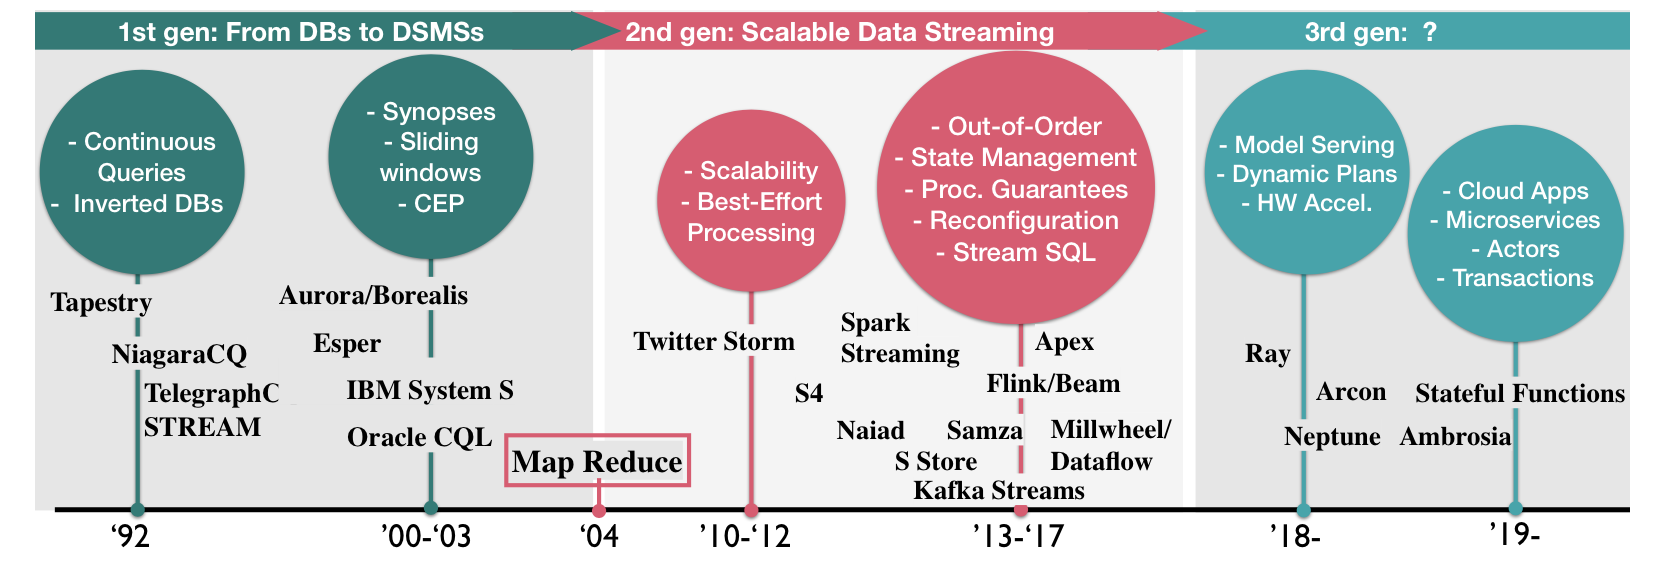 1st gen: From DBs to DSMSs
2nd gen: Scalable Data Streaming
3rd gen: ?
- Continuous
Queries
- Inverted DBs
- Synopses
- Sliding
windows
- CEP
- Scalability
- Best-Effort
Processing
- Out-of-Order
- State Management
- Proc. Guarantees
- Reconfiguration
- Stream SQL
- Model Serving
- Dynamic Plans
- HW Accel.
- Cloud Apps
- Microservices
- Actors
- Transactions
Tapestry
NiagaraCQ
TelegraphC
STREAM
Aurora/Borealis
Esper
IBM System S
Oracle CQL
Map Reduce
Twitter Storm
S4
Spark
Streaming
Apex
Flink/Beam
Naiad
Samza
Millwheel/
Dataflow
S Store
Kafka Streams
Ray
Arcon
Neptune
Stateful Functions
Ambrosia
‘92
’00-‘03
‘04
’10-‘12
’13-‘17
’18-
’19-